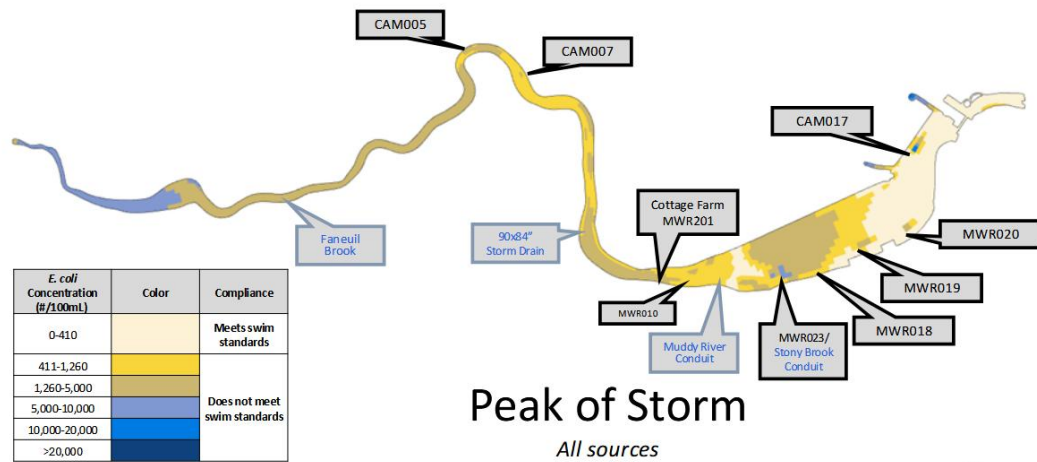 CAM005
CAM007
CAM017
Cottage Farm
MWR201
Faneuil
Brook
90x84”
Storm Drain
MWR020
MWR019
MWR010
MWR018
Muddy River
Conduit
MWR023/
Stony Brook
Conduit
E. coli
Concentration
(#/100mL)
Color
Compliance
0-410
Meets swim
standards
411-1,260
1,260-5,000
5,000-10,000
Does not meet
swim standards
10,000-20,000
>20,000
Peak of Storm
All sources